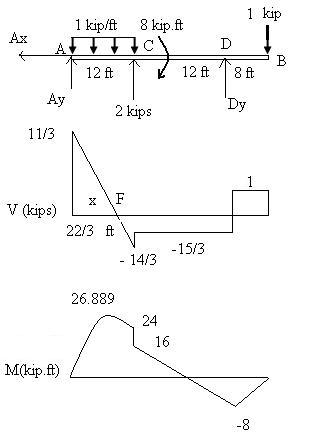 1 kip/ft 8 kip.ft 1 kip
Ax
A C D B
12 ft 12 ft 8 ft
Ay 2 kips Dy
11/3
x F 1
V (kips)
22/3 ft -15/3
- 14/3
26.889
24
16
M(kip.ft)
-8